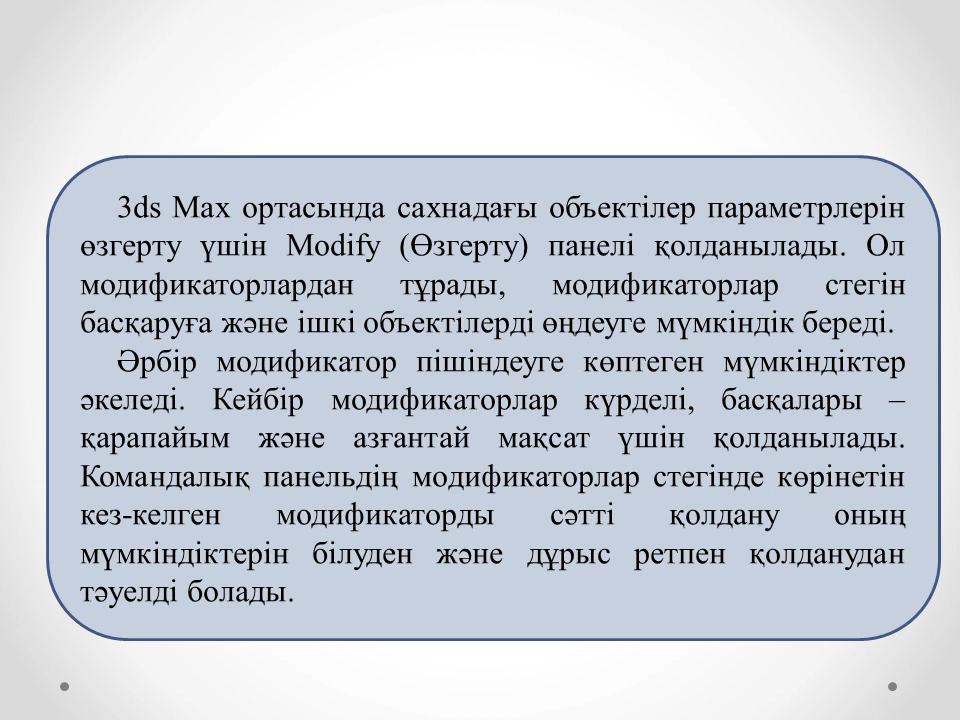 3ds Max ортасында сахнадағы объектілер параметрлерін
өзгерту үшін Modify (Өзгерту) панелі қолданылады. Ол
модификаторлардан тұрады, модификаторлар стегін
басқаруға және ішкі объектілерді өңдеуге мүмкіндік береді.
Әрбір модификатор пішіндеуге көптеген мүмкіндіктер
әкеледі. Кейбір модификаторлар күрделі, басқалары –
қарапайым және азғантай мақсат үшін қолданылады.
Командалық панельдің модификаторлар стегінде көрінетін
кез-келген модификаторды сәтті қолдану оның
мүмкіндіктерін білуден және дұрыс ретпен қолданудан
тәуелді болады.